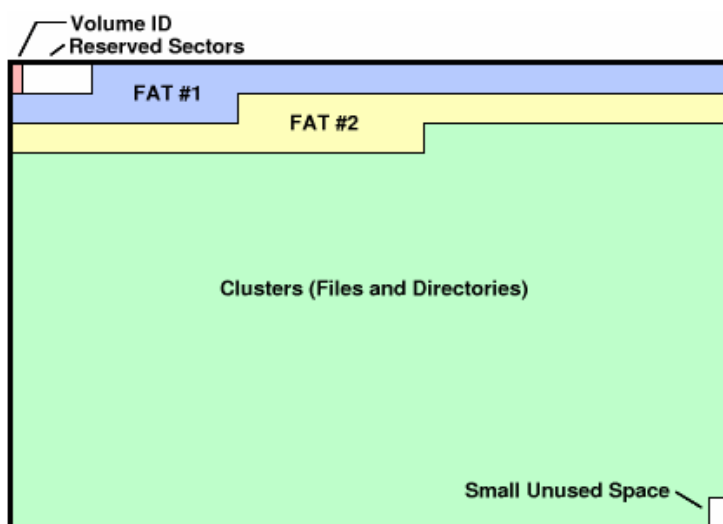 Volume ID
Reserved Sectors
FAT #1
FAT #2
Clusters (Files and Directories)
Small Unused Space